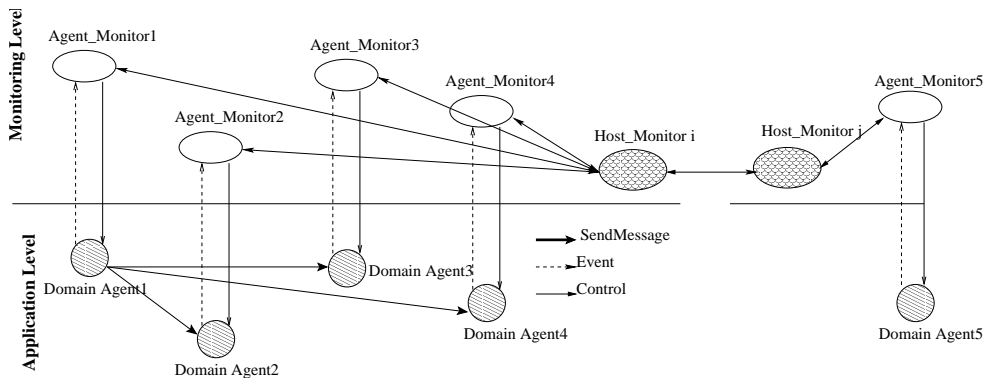 Monitoring Level
Agent_Monitor1
Agent_Monitor3
Agent_Monitor4
Agent_Monitor5
Agent_Monitor2
Host_Monitor i
Host_Monitor j
Application Level
SendMessage
Event
Control
Domain Agent1
Domain Agent3
Domain Agent4
Domain Agent5
Domain Agent2